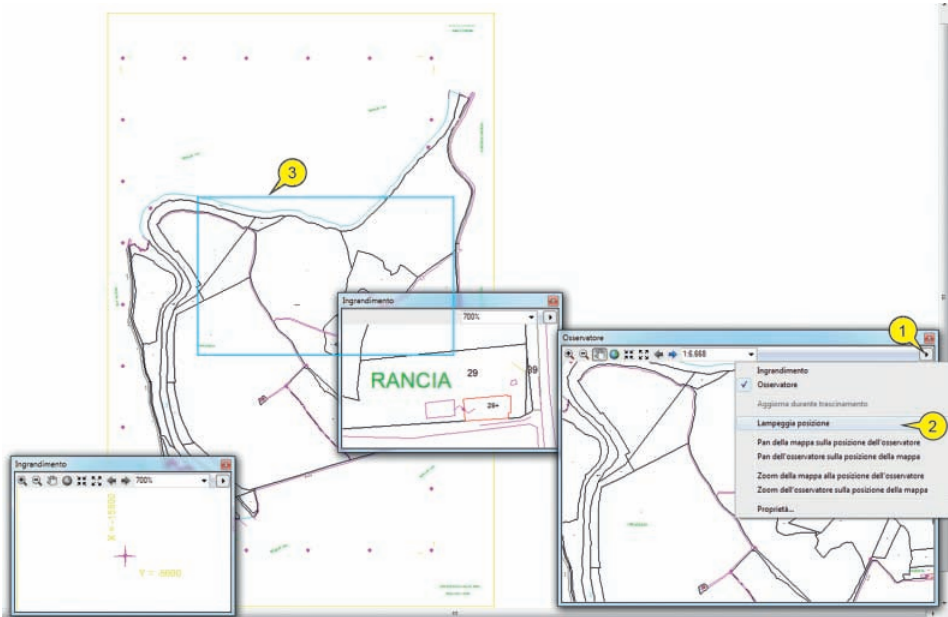 3
Ingrandimento
700%
RANCIA
29
99
28+
Osservatore
1
1:6.668
Ingrandimento
Osservatore
Aggiorna durante trascinamento
Lampeggia posizione
2
Pan della mappa sulla posizione dell'osservatore
Pan dell'osservatore sulla posizione della mappa
Zoom della mappa alla posizione dell'osservatore
Zoom dell'osservatore sulla posizione della mappa
Proprietà...
Ingrandimento
700%